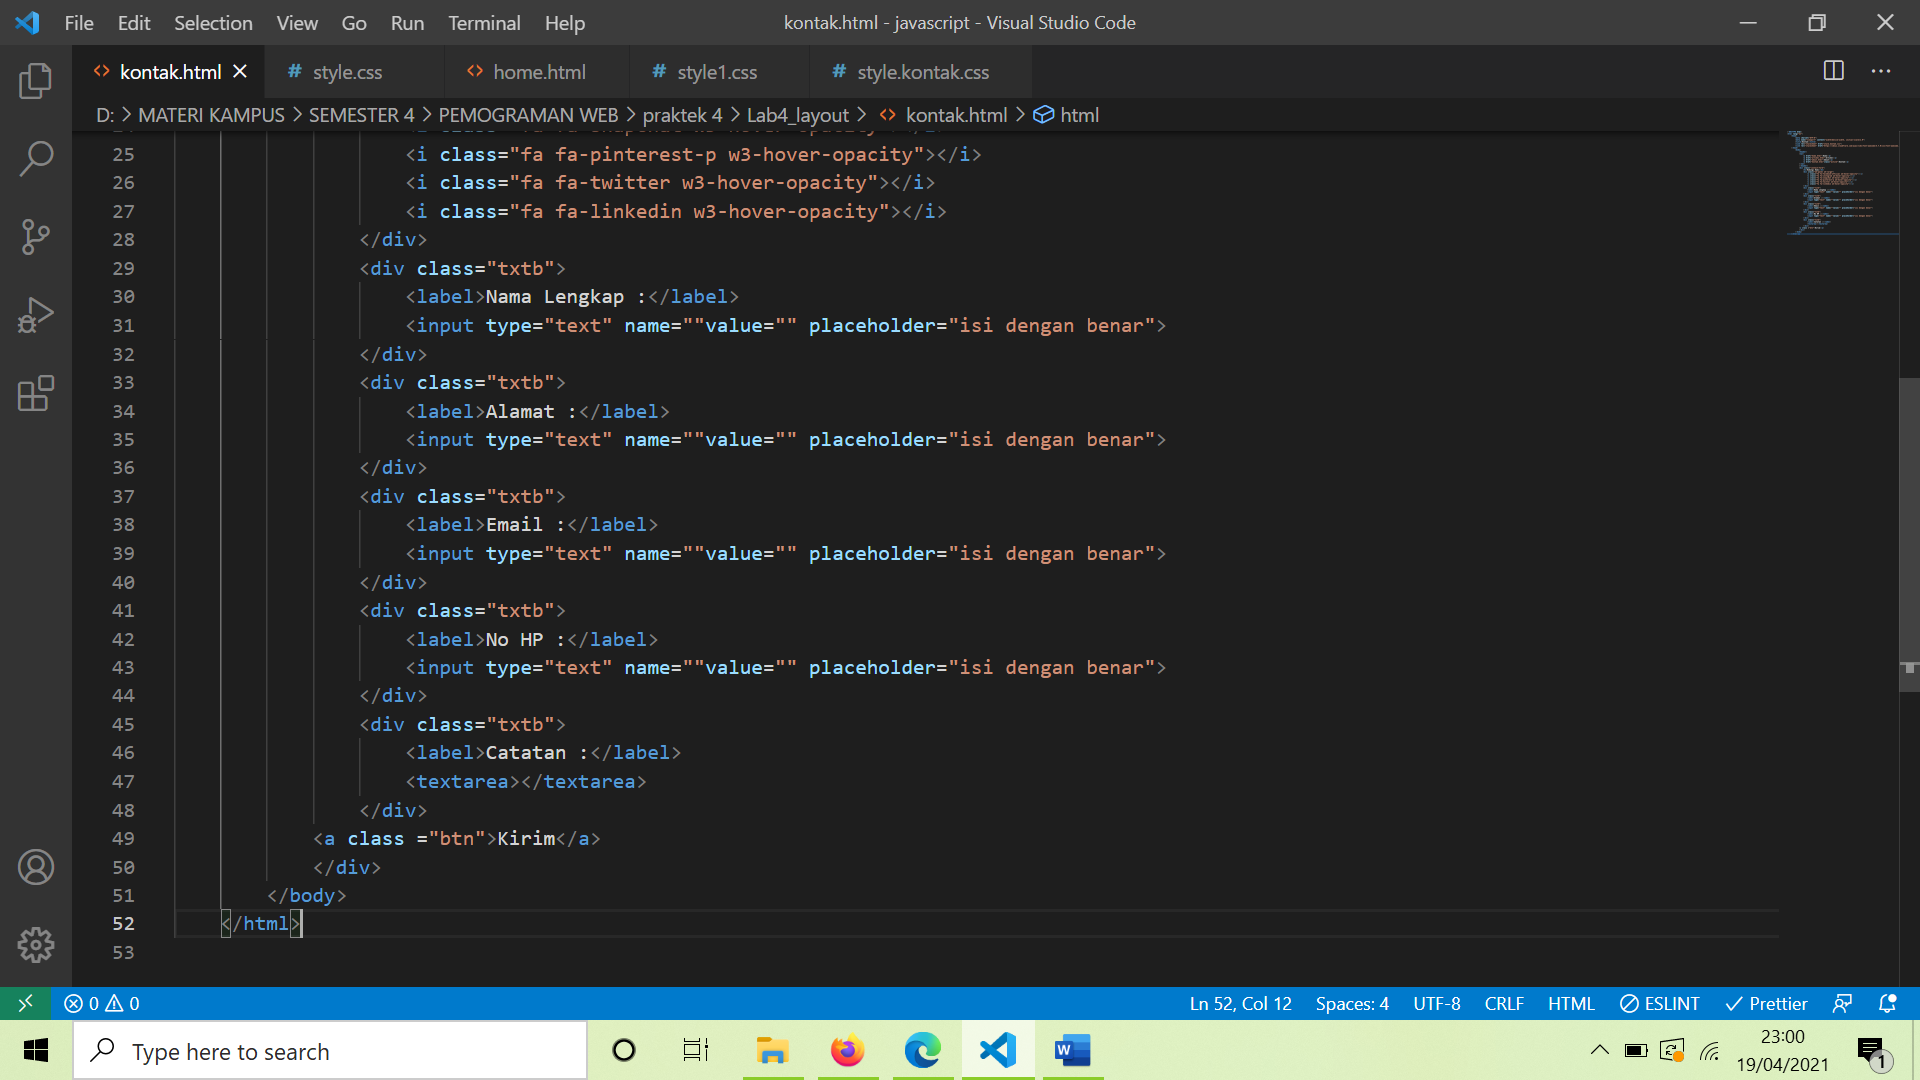 File Edit Selection View Go Run Terminal Help kontak.html - javascript - Visual Studio Code
kontak.html style.css home.html style1.css style.kontak.css
D: > MATERI KAMPUS > SEMESTER 4 > PEMOGRAMAN WEB > praktek 4 > Lab4_layout > kontak.html > html
25 <i class="fa fa-pinterest-p w3-hover-opacity"></i>
26 <i class="fa fa-twitter w3-hover-opacity"></i>
27 <i class="fa fa-linkedin w3-hover-opacity"></i>
28 </div>
29 <div class="txtb">
30 <label>Nama Lengkap :</label>
31 <input type="text" name=""value="" placeholder="isi dengan benar">
32 </div>
33 <div class="txtb">
34 <label>Alamat :</label>
35 <input type="text" name=""value="" placeholder="isi dengan benar">
36 </div>
37 <div class="txtb">
38 <label>Email :</label>
39 <input type="text" name=""value="" placeholder="isi dengan benar">
40 </div>
41 <div class="txtb">
42 <label>No HP :</label>
43 <input type="text" name=""value="" placeholder="isi dengan benar">
44 </div>
45 <div class="txtb">
46 <label>Catatan :</label>
47 <textarea></textarea>
48 </div>
49 <a class ="btn">Kirim</a>
50 </div>
51 </body>
52 </html>
53
0 0 Ln 52, Col 12 Spaces: 4 UTF-8 CRLF HTML ESLINT Prettier
Type here to search
23:00
19/04/2021
1